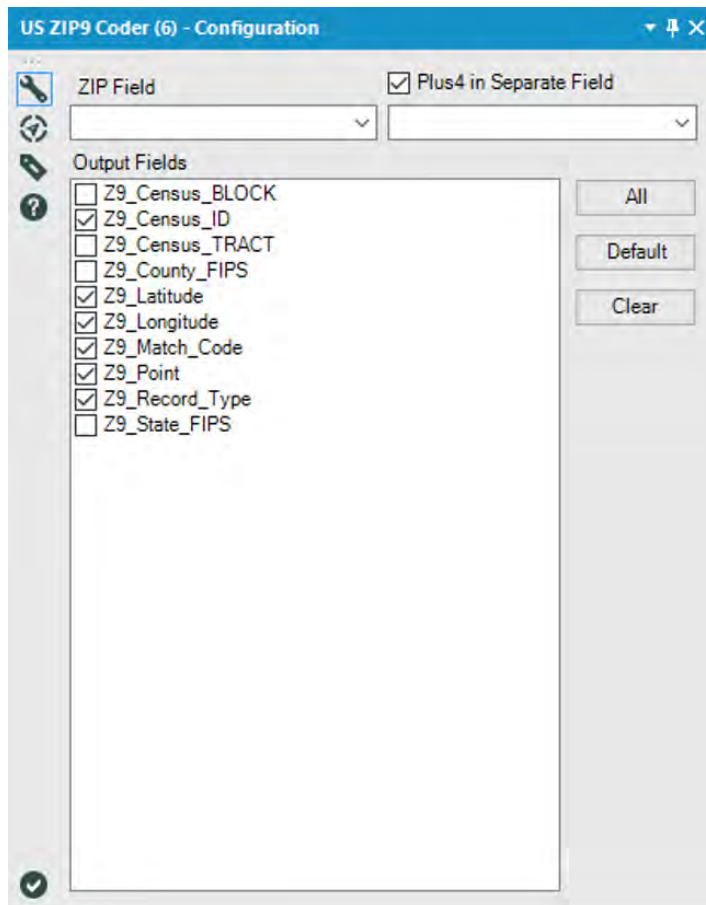 US ZIP9 Coder (6) - Configuration
ZIP Field
Plus4 in Separate Field
Output Fields
Z9_Census_BLOCK
Z9_Census_ID
Z9_Census_TRACT
Z9_County_FIPS
Z9_Latitude
Z9_Longitude
Z9_Match_Code
Z9_Point
Z9_Record_Type
Z9_State_FIPS
All
Default
Clear